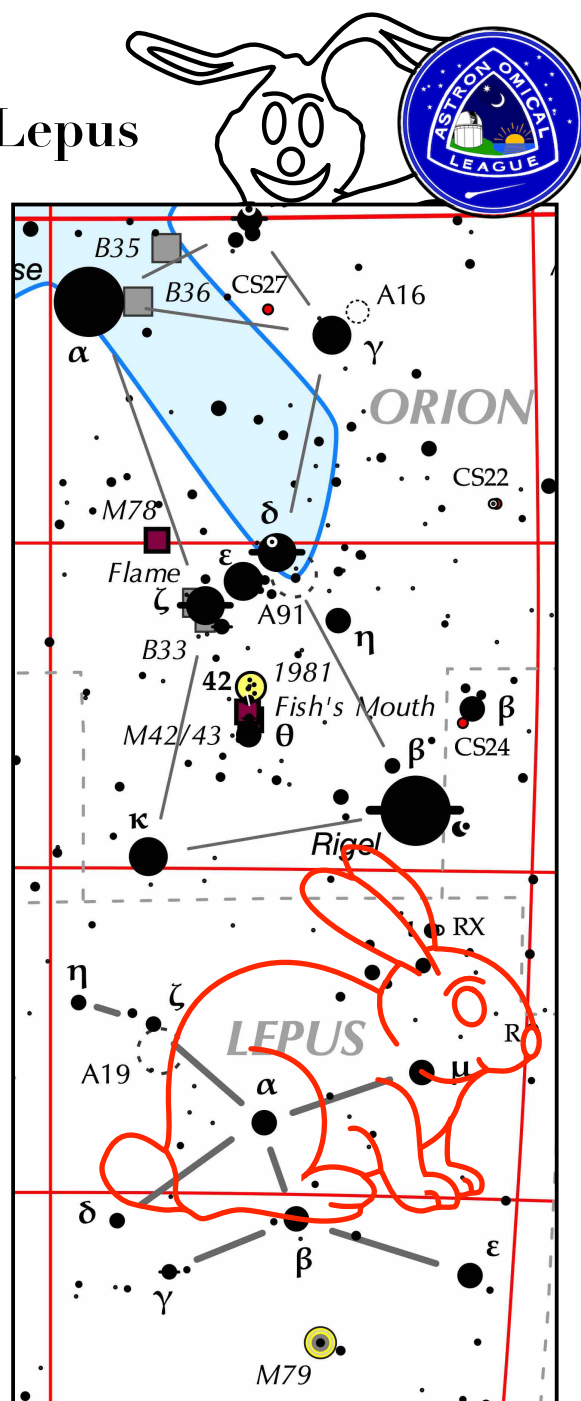 Lepus
ASTRONOMICAL
LEAGUE
B35
se
B36
CS27
A16
α
γ
ORION
CS22
M78
δ
Flame
ε
ζ
A91
η
B33
42
1981
Fish's Mouth
β
M42/43
θ
CS24
β
κ
Rigel
ι
RX
η
ζ
LEPUS
R
A19
α
μ
δ
β
ε
γ
M79